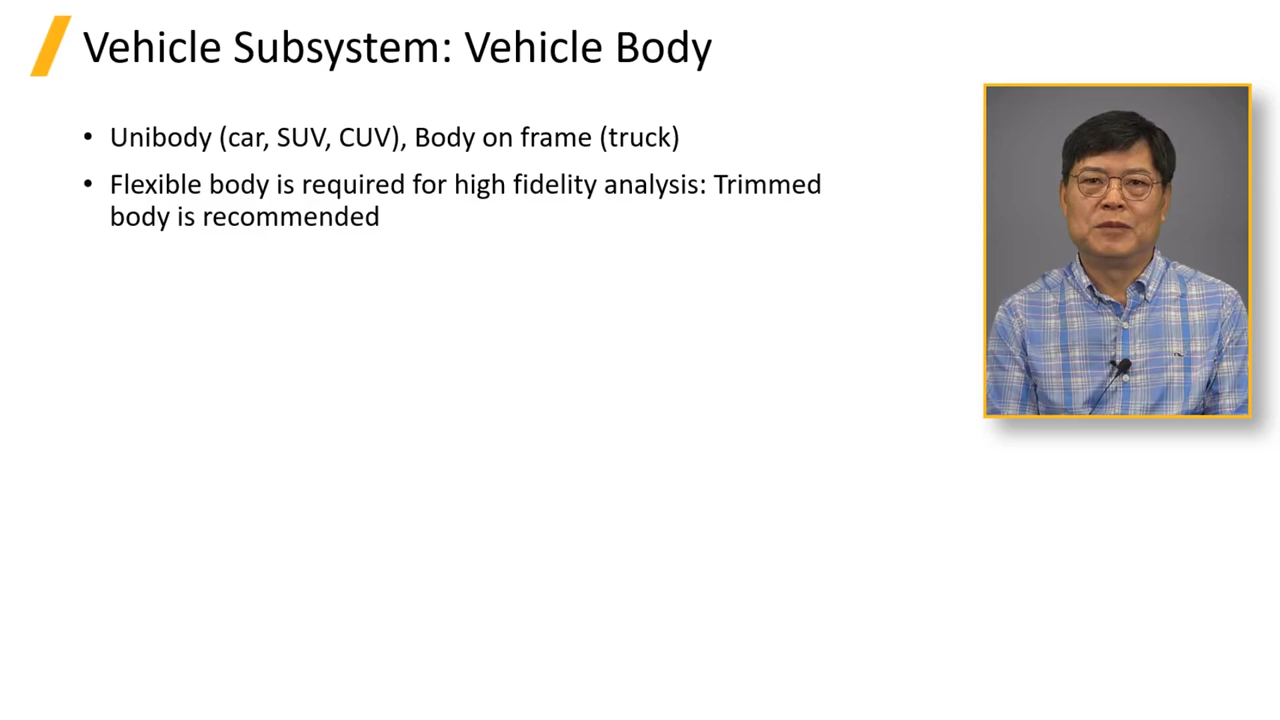 Vehicle Subsystem: Vehicle Body
• Unibody (car, SUV, CUV), Body on frame (truck)
• Flexible body is required for high fidelity analysis: Trimmed
body is recommended